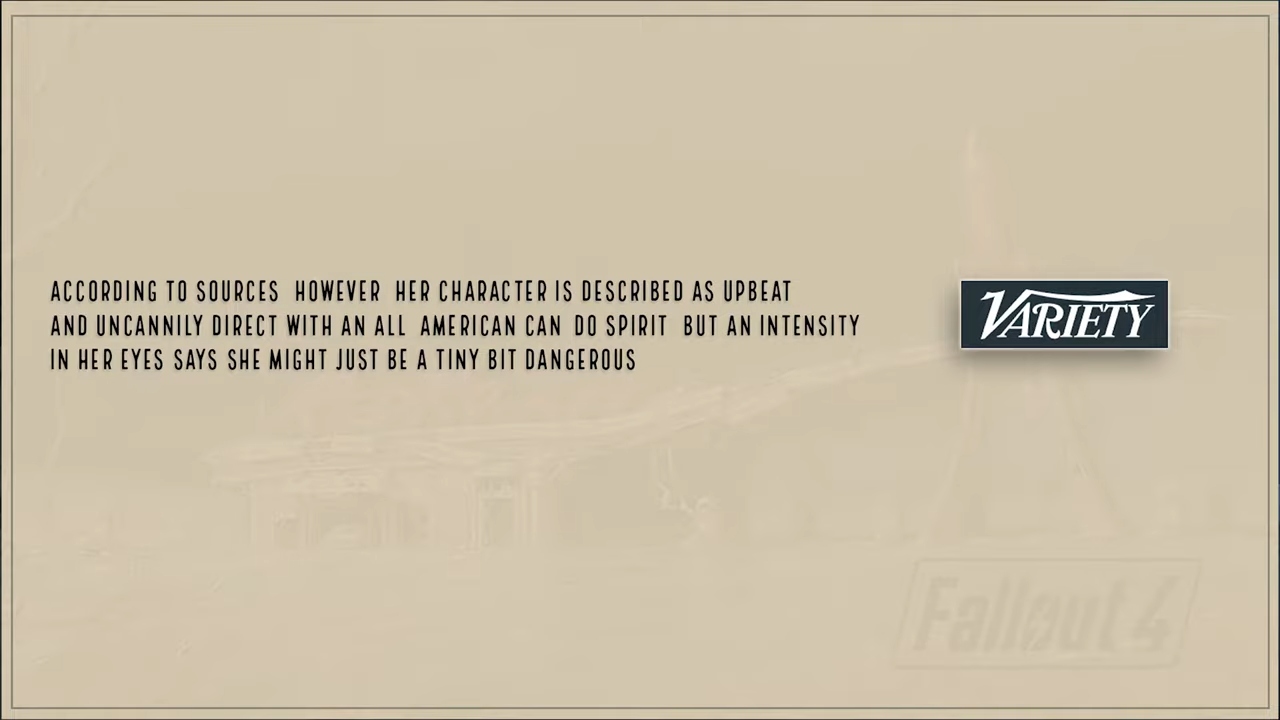 ACCORDING TO SOURCES HOWEVER HER CHARACTER IS DESCRIBED AS UPBEAT
AND UNCANNILY DIRECT WITH AN ALL AMERICAN CAN DO SPIRIT BUT AN INTENSITY
IN HER EYES SAYS SHE MIGHT JUST BE A TINY BIT DANGEROUS
VARIETY
Fallout 4